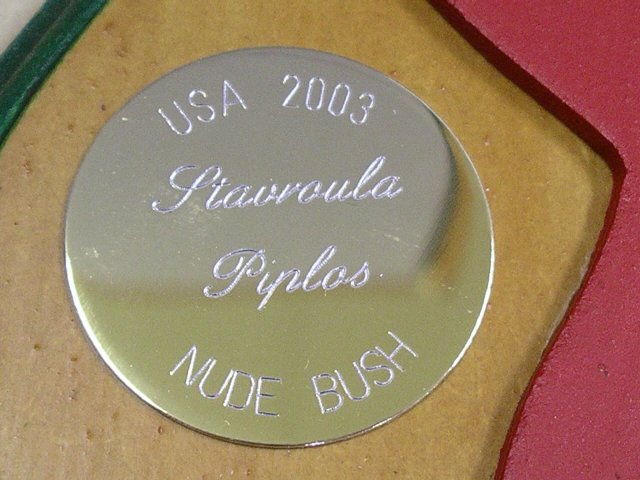 USA 2003
Stavroula
Piplos
NUDE BUSH